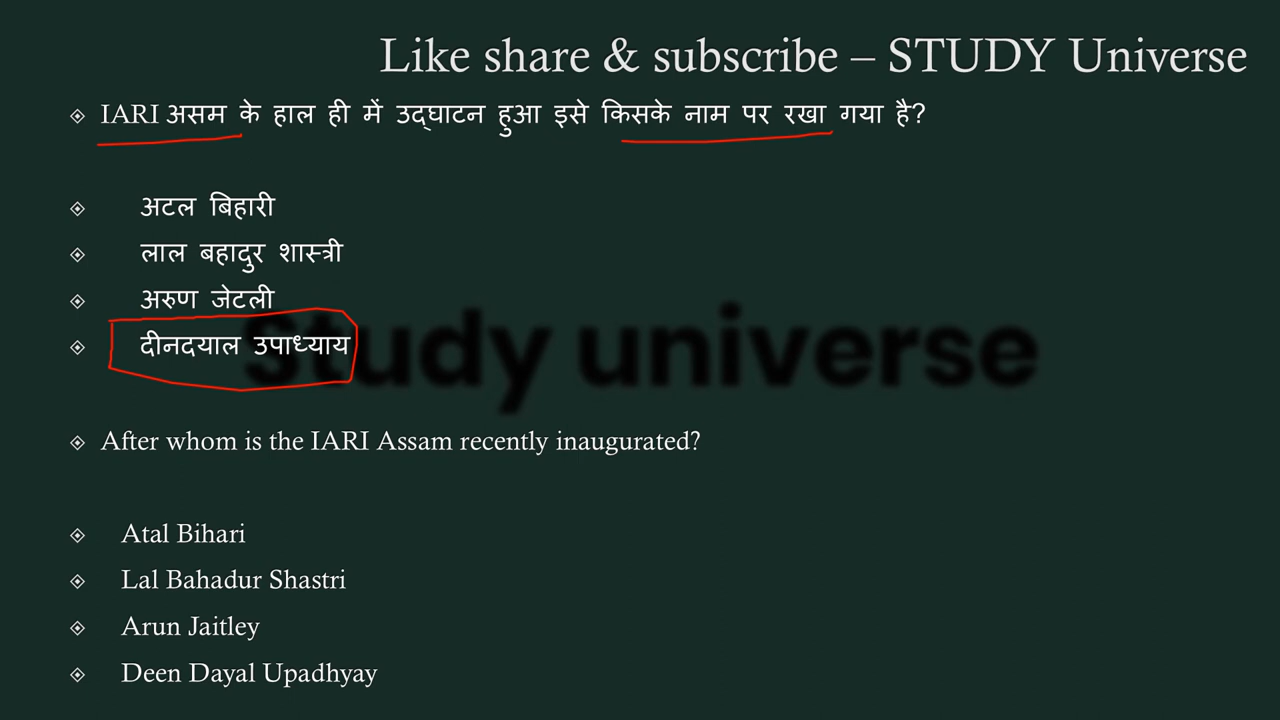 Like share & subscribe – STUDY Universe
IARI असम के हाल ही में उद्घाटन हुआ इसे किसके नाम पर रखा गया है?
अटल बिहारी
लाल बहादुर शास्त्री
अरुण जेटली
दीनदयाल उपाध्याय
Study universe
After whom is the IARI Assam recently inaugurated?
Atal Bihari
Lal Bahadur Shastri
Arun Jaitley
Deen Dayal Upadhyay